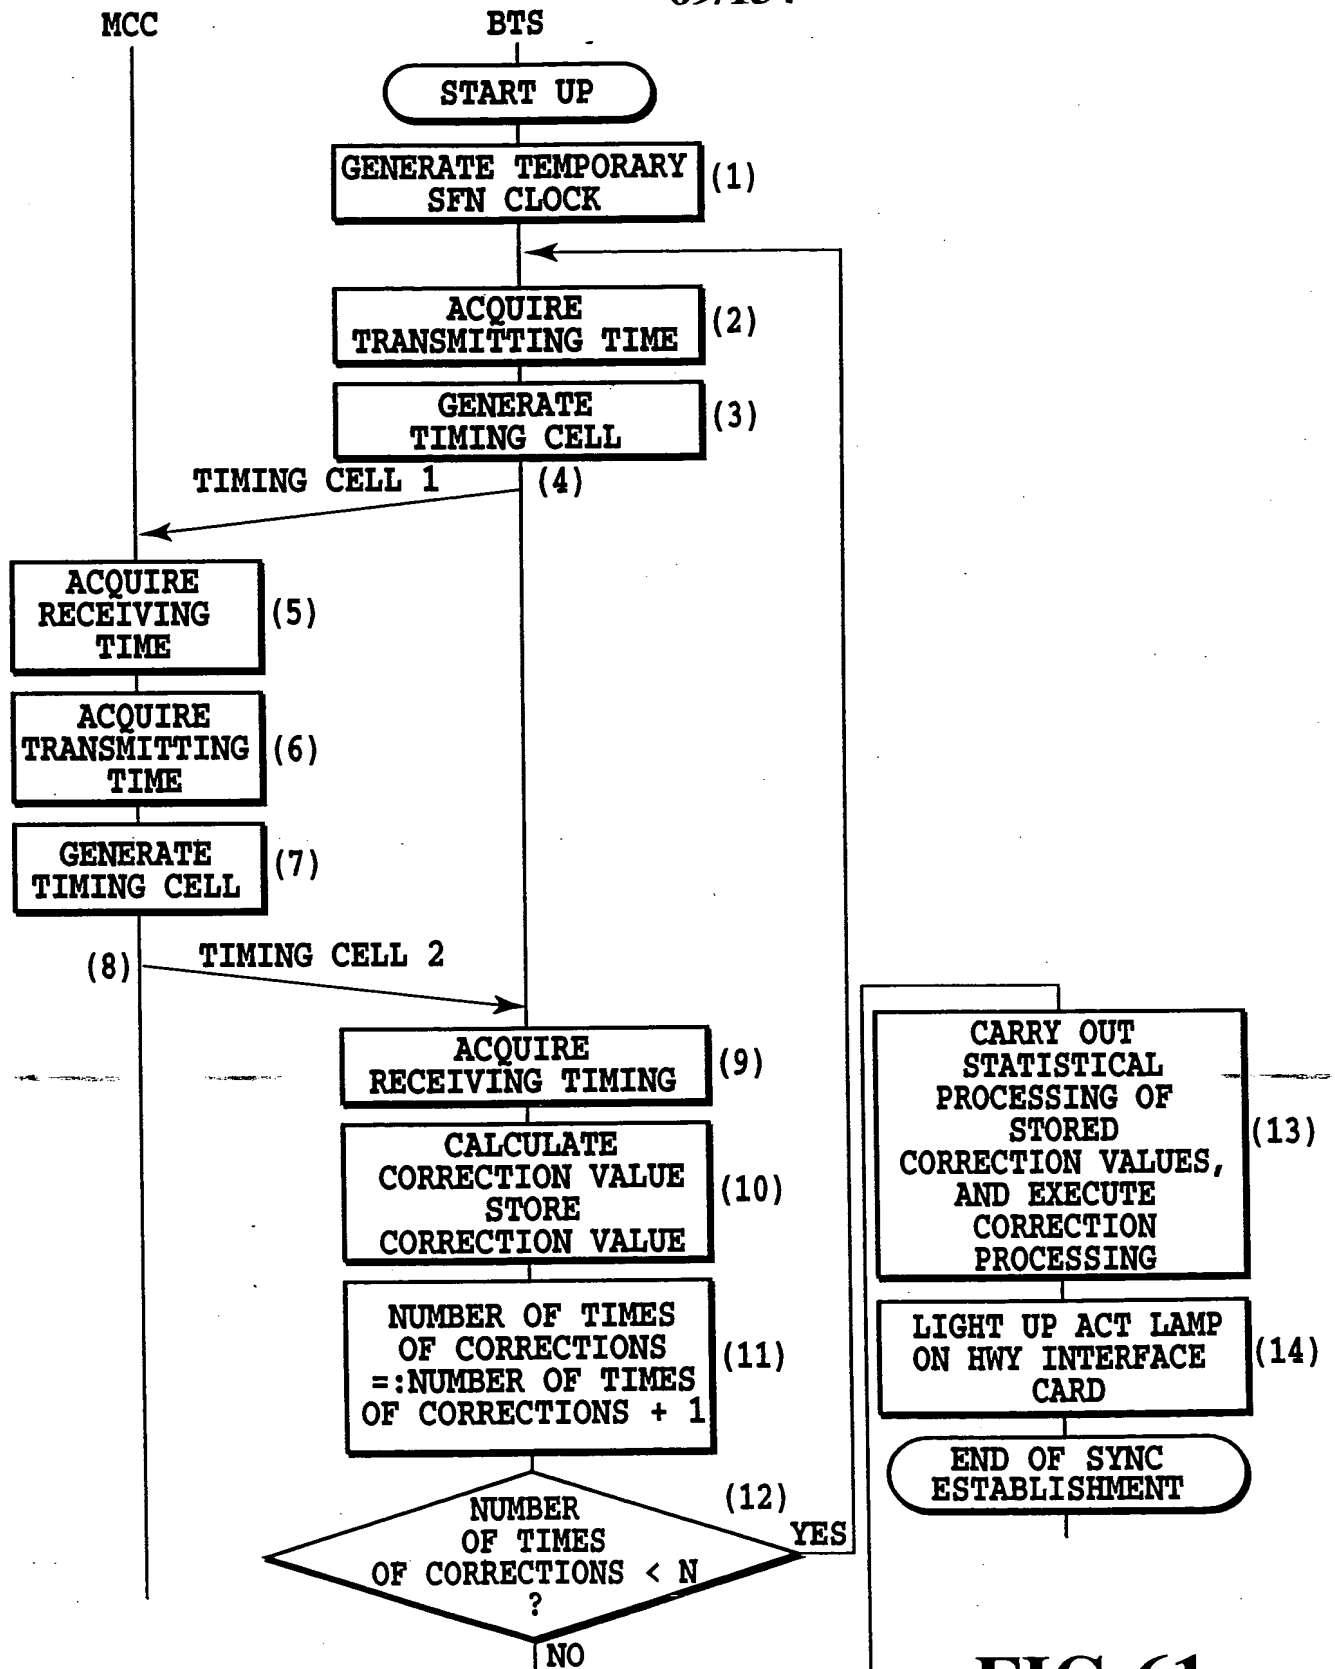 MCC
BTS
START UP
GENERATE TEMPORARY
SFN CLOCK
(1)
ACQUIRE
TRANSMITTING TIME
(2)
GENERATE
TIMING CELL
(3)
TIMING CELL 1
(4)
ACQUIRE
RECEIVING
TIME
(5)
ACQUIRE
TRANSMITTING
TIME
(6)
GENERATE
TIMING CELL
(7)
(8)
TIMING CELL 2
ACQUIRE
RECEIVING TIMING
(9)
CALCULATE
CORRECTION VALUE
STORE
CORRECTION VALUE
(10)
NUMBER OF TIMES
OF CORRECTIONS
=:NUMBER OF TIMES
OF CORRECTIONS + 1
(11)
NUMBER
OF TIMES
OF CORRECTIONS < N
?
(12)
YES
NO
CARRY OUT
STATISTICAL
PROCESSING OF
STORED
CORRECTION VALUES,
AND EXECUTE
CORRECTION
PROCESSING
(13)
LIGHT UP ACT LAMP
ON HWY INTERFACE
CARD
(14)
END OF SYNC
ESTABLISHMENT